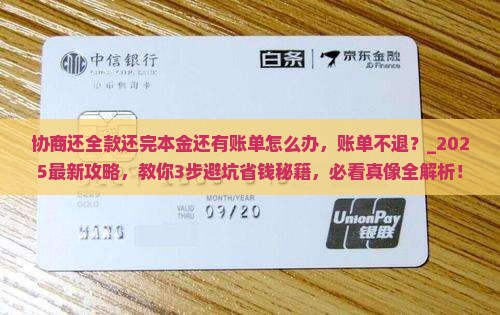 中信银行
白条
京东金融
JD Finance
协商还全款还完本金还有账单怎么办，账单不退？_202
5最新攻略，教你3步避坑省钱秘籍，必看真像全解析！
VALID
THRU
09/20
UnionPay
银联